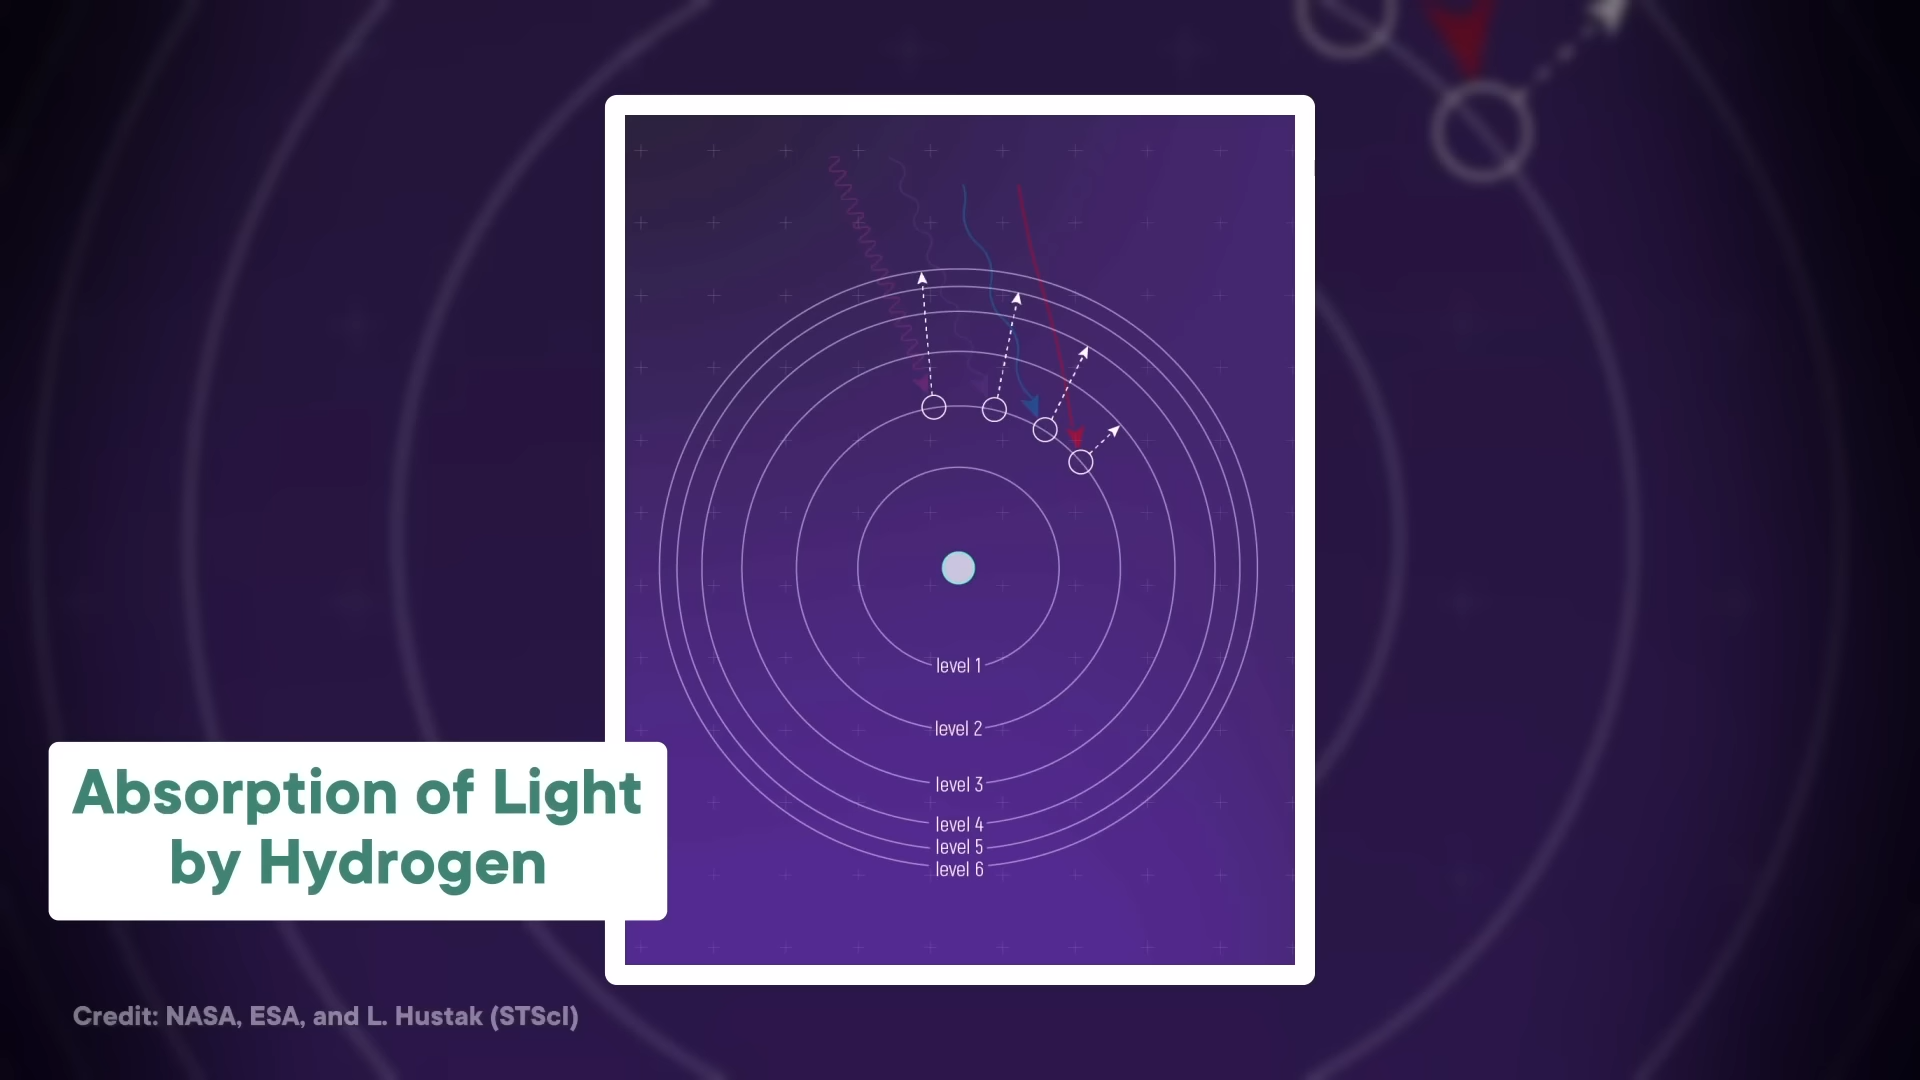 level 1
level 2
level 3
level 4
level 5
level 6
Absorption of Light
by Hydrogen
Credit: NASA, ESA, and L. Hustak (STScI)